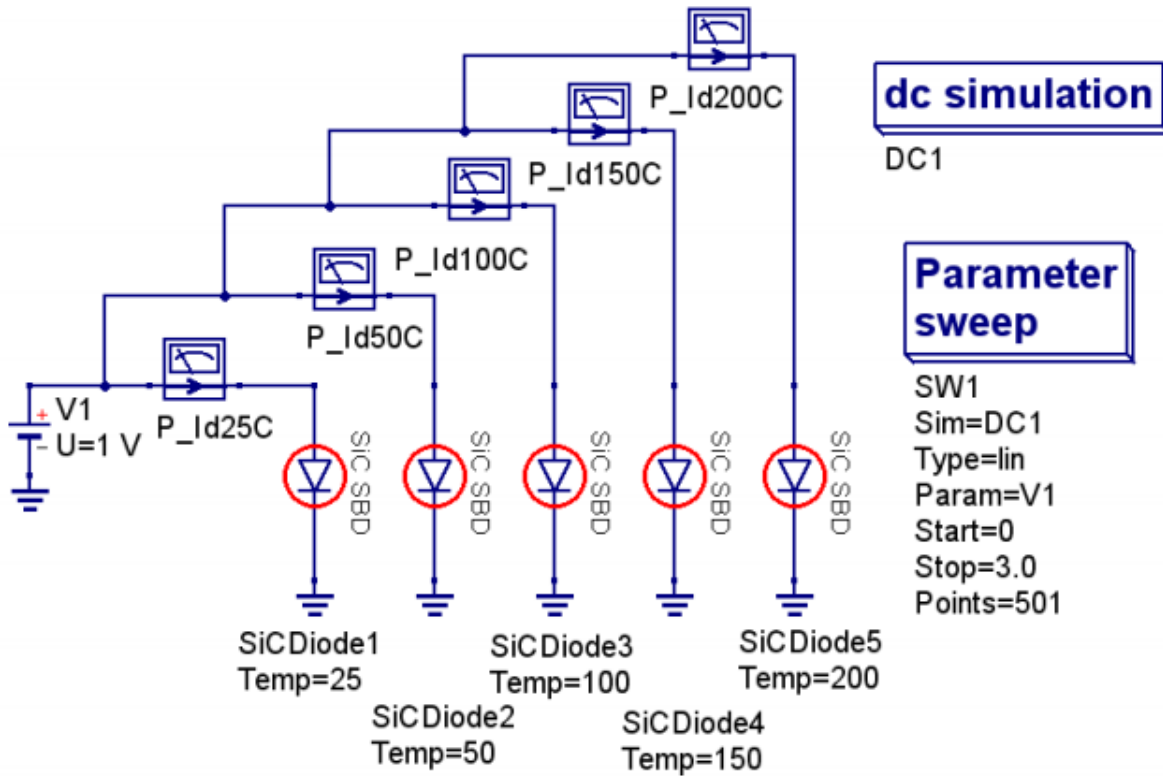 P_Id200C
dc simulation
DC1
P_Id150C
P_Id100C
Parameter
sweep
P_Id50C
SW1
Sim=DC1
Type=lin
Param=V1
Start=0
Stop=3.0
Points=501
+ V1
- U=1 V
P_Id25C
SiC SBD
SiC SBD
SiC SBD
SiC SBD
SiC SBD
SiCDiode1
Temp=25
SiCDiode2
Temp=50
SiCDiode3
Temp=100
SiCDiode4
Temp=150
SiCDiode5
Temp=200